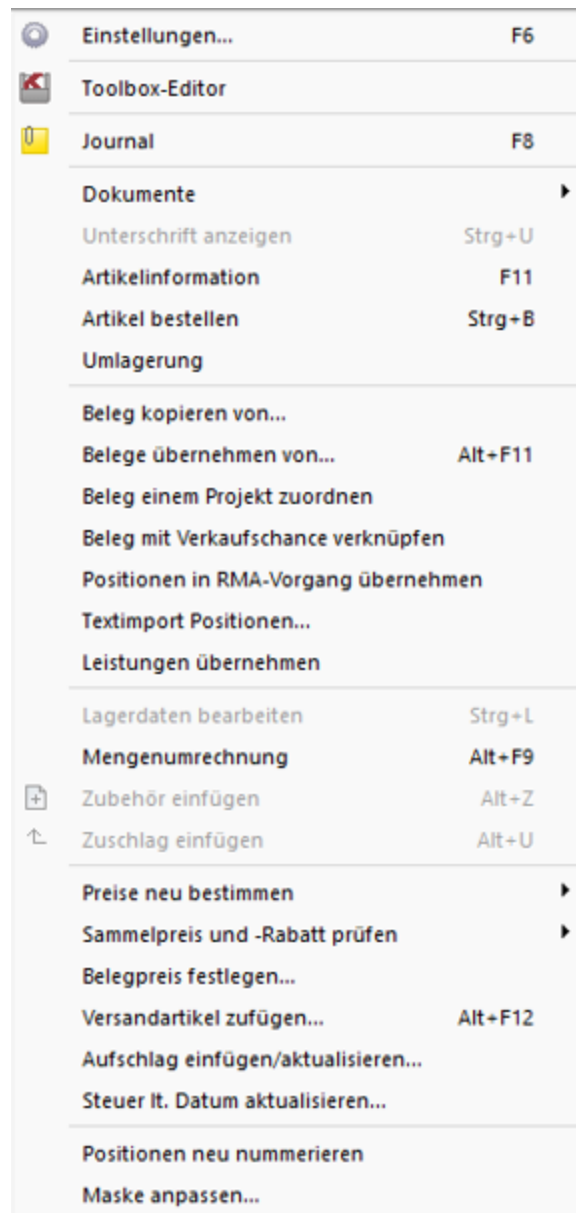 Einstellungen... F6
Toolbox-Editor
Journal F8
Dokumente
Unterschrift anzeigen Strg+U
Artikelinformation F11
Artikel bestellen Strg+B
Umlagerung
Beleg kopieren von...
Belege übernehmen von... Alt+F11
Beleg einem Projekt zuordnen
Beleg mit Verkaufschance verknüpfen
Positionen in RMA-Vorgang übernehmen
Textimport Positionen...
Leistungen übernehmen
Lagerdaten bearbeiten Strg+L
Mengenumrechnung Alt+F9
Zubehör einfügen Alt+Z
Zuschlag einfügen Alt+U
Preise neu bestimmen
Sammelpreis und -Rabatt prüfen
Belegpreis festlegen...
Versandartikel zufügen... Alt+F12
Aufschlag einfügen/aktualisieren...
Steuer lt. Datum aktualisieren...
Positionen neu nummerieren
Maske anpassen...